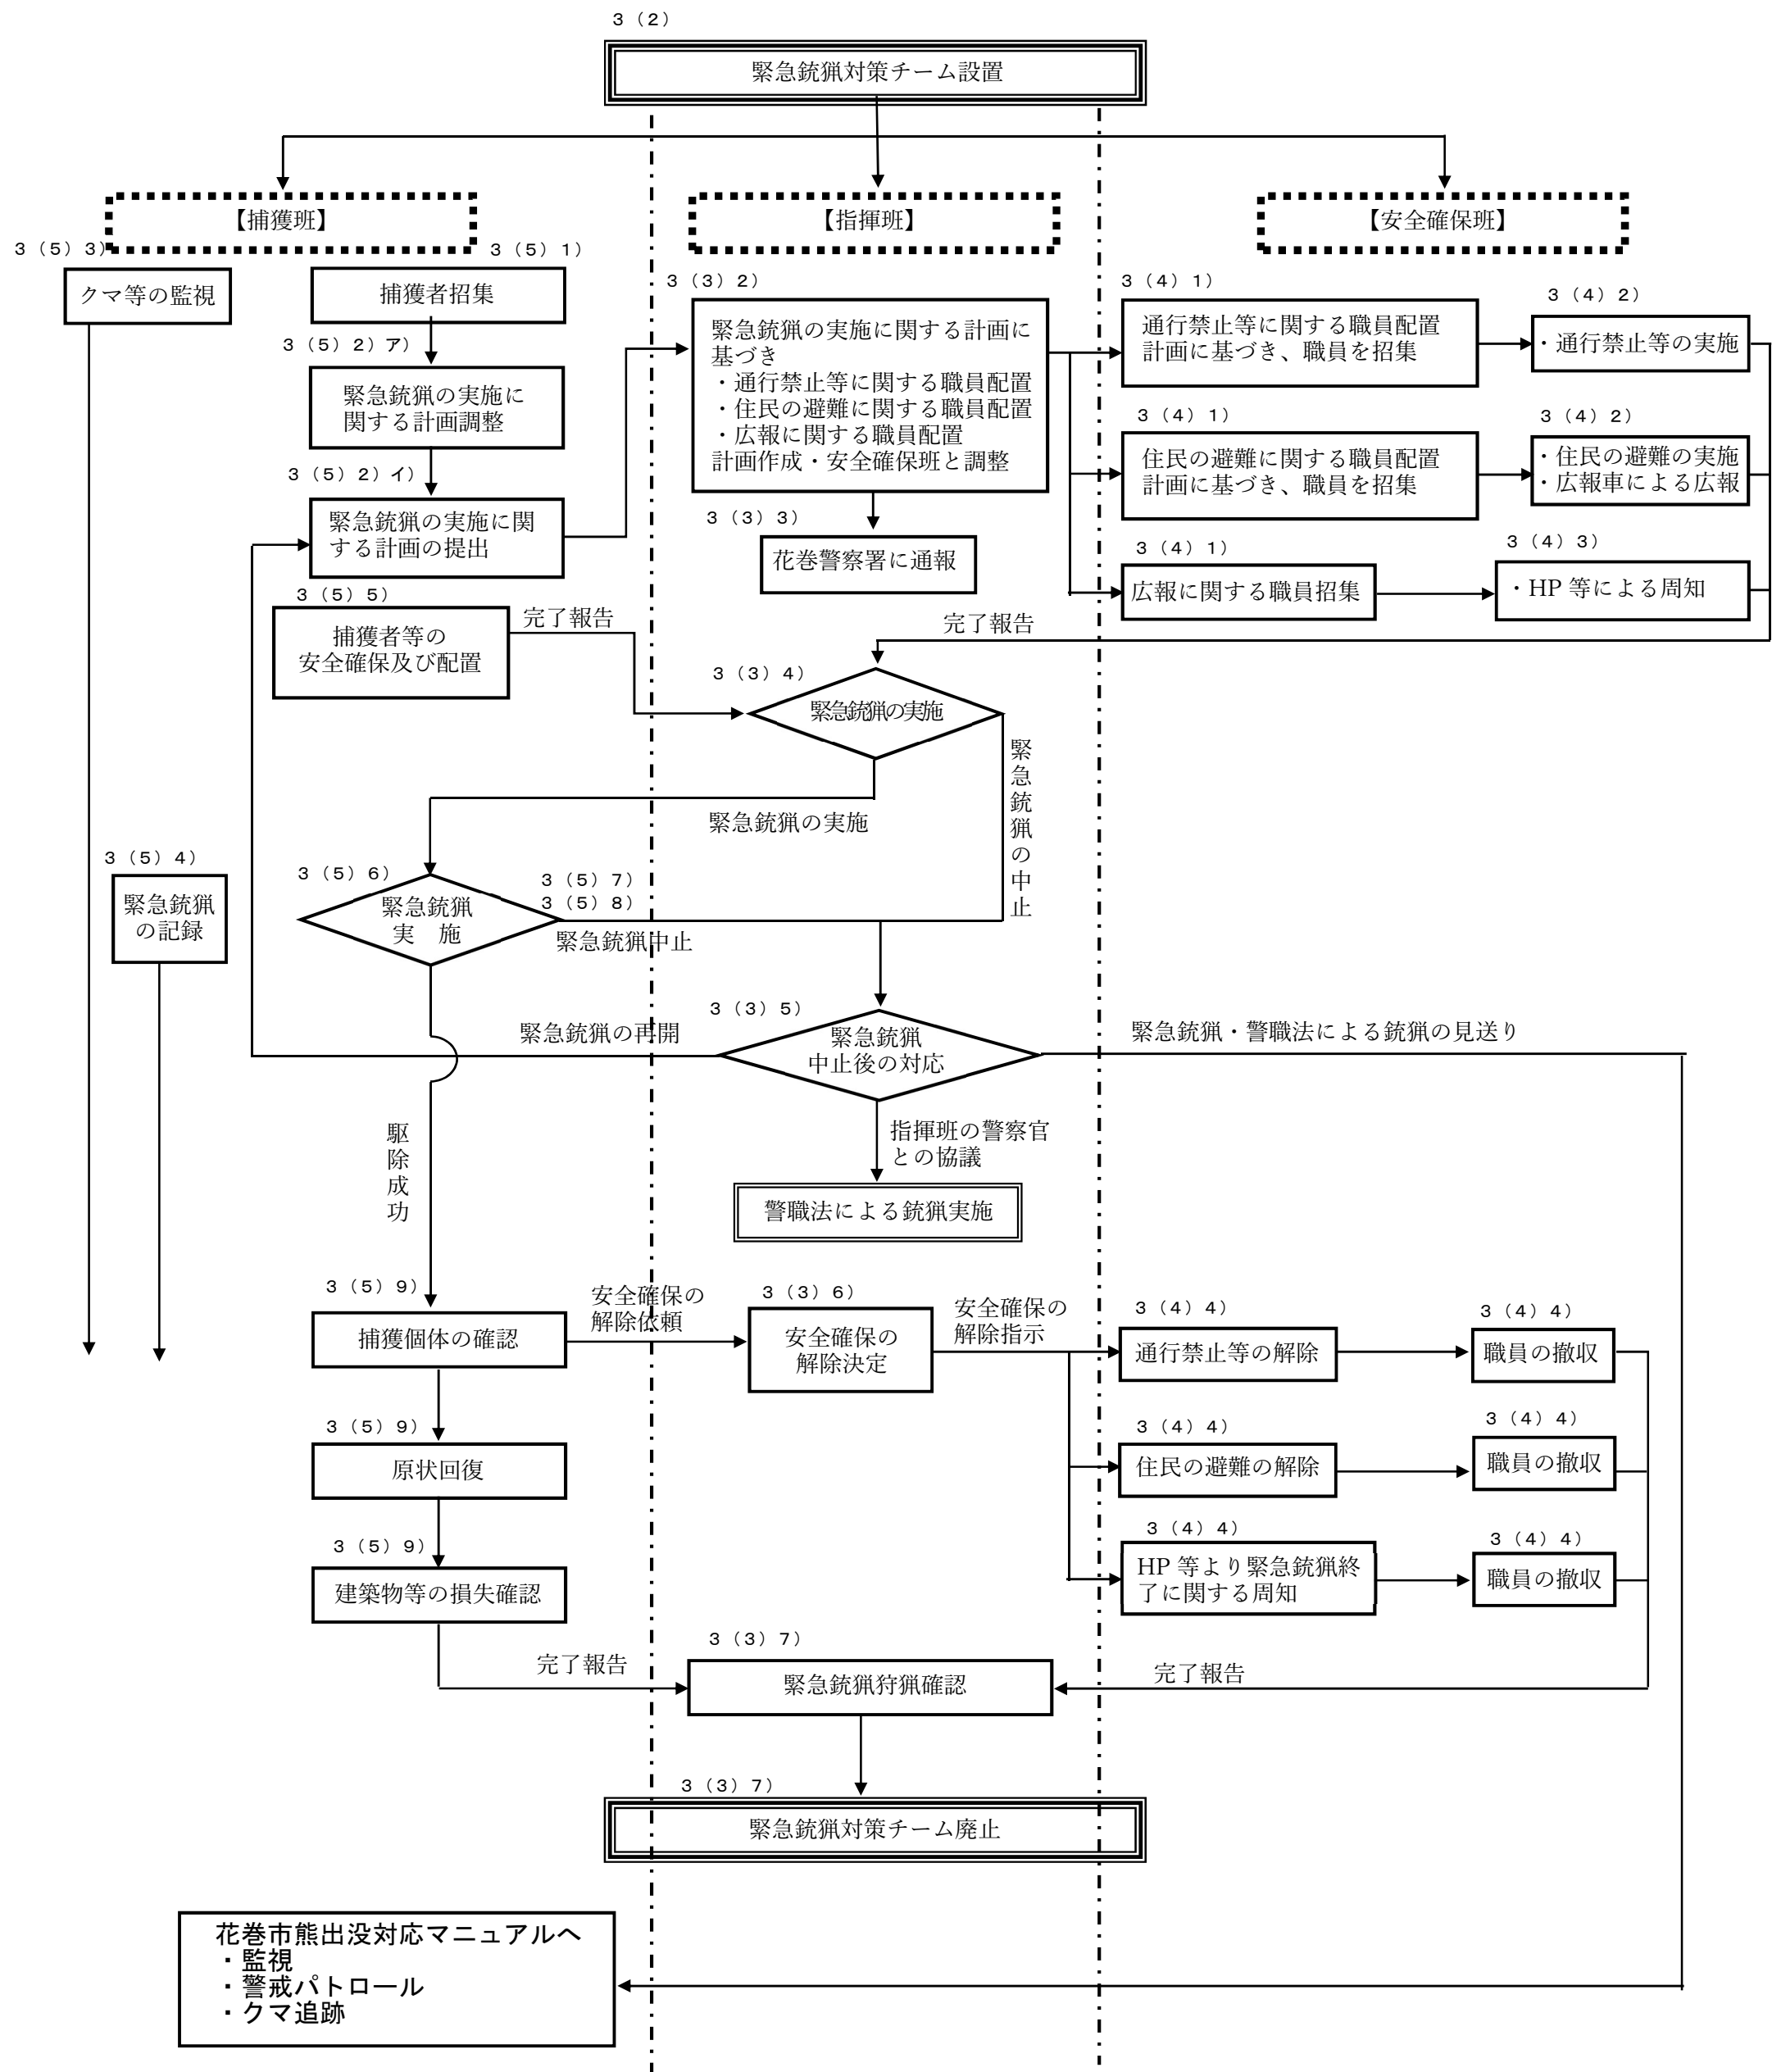 ３（２）
緊急銃猟対策チーム設置
【捕獲班】
【指揮班】
【安全確保班】
３（５）３）
クマ等の監視
３（５）１）
捕獲者招集
３（５）２）ア）
緊急銃猟の実施に
関する計画調整
３（５）２）イ）
緊急銃猟の実施に関
する計画の提出
３（３）２）
緊急銃猟の実施に関する計画に
基づき
・通行禁止等に関する職員配置
・住民の避難に関する職員配置
・広報に関する職員配置
計画作成・安全確保班と調整
３（３）３）
花巻警察署に通報
３（４）１）
通行禁止等に関する職員配置
計画に基づき、職員を招集
３（４）２）
・通行禁止等の実施
３（４）１）
住民の避難に関する職員配置
計画に基づき、職員を招集
３（４）２）
・住民の避難の実施
・広報車による広報
３（４）１）
広報に関する職員招集
３（４）３）
・HP 等による周知
３（５）５）
捕獲者等の
安全確保及び配置
完了報告
完了報告
３（３）４）
緊急銃猟の実施
緊急銃猟の実施
緊急銃猟の中止
３（５）４）
緊急銃猟
の記録
３（５）６）
緊急銃猟
実　施
３（５）７）
３（５）８）
緊急銃猟中止
３（３）５）
緊急銃猟
中止後の対応
緊急銃猟の再開
緊急銃猟・警職法による銃猟の見送り
指揮班の警察官
との協議
警職法による銃猟実施
駆除成功
３（５）９）
捕獲個体の確認
安全確保の
解除依頼
３（３）６）
安全確保の
解除決定
安全確保の
解除指示
３（４）４）
通行禁止等の解除
３（４）４）
職員の撤収
３（５）９）
原状回復
３（４）４）
住民の避難の解除
３（４）４）
職員の撤収
３（５）９）
建築物等の損失確認
３（４）４）
HP 等より緊急銃猟終
了に関する周知
３（４）４）
職員の撤収
完了報告
３（３）７）
緊急銃猟狩猟確認
完了報告
３（３）７）
緊急銃猟対策チーム廃止
花巻市熊出没対応マニュアルへ
・監視
・警戒パトロール
・クマ追跡